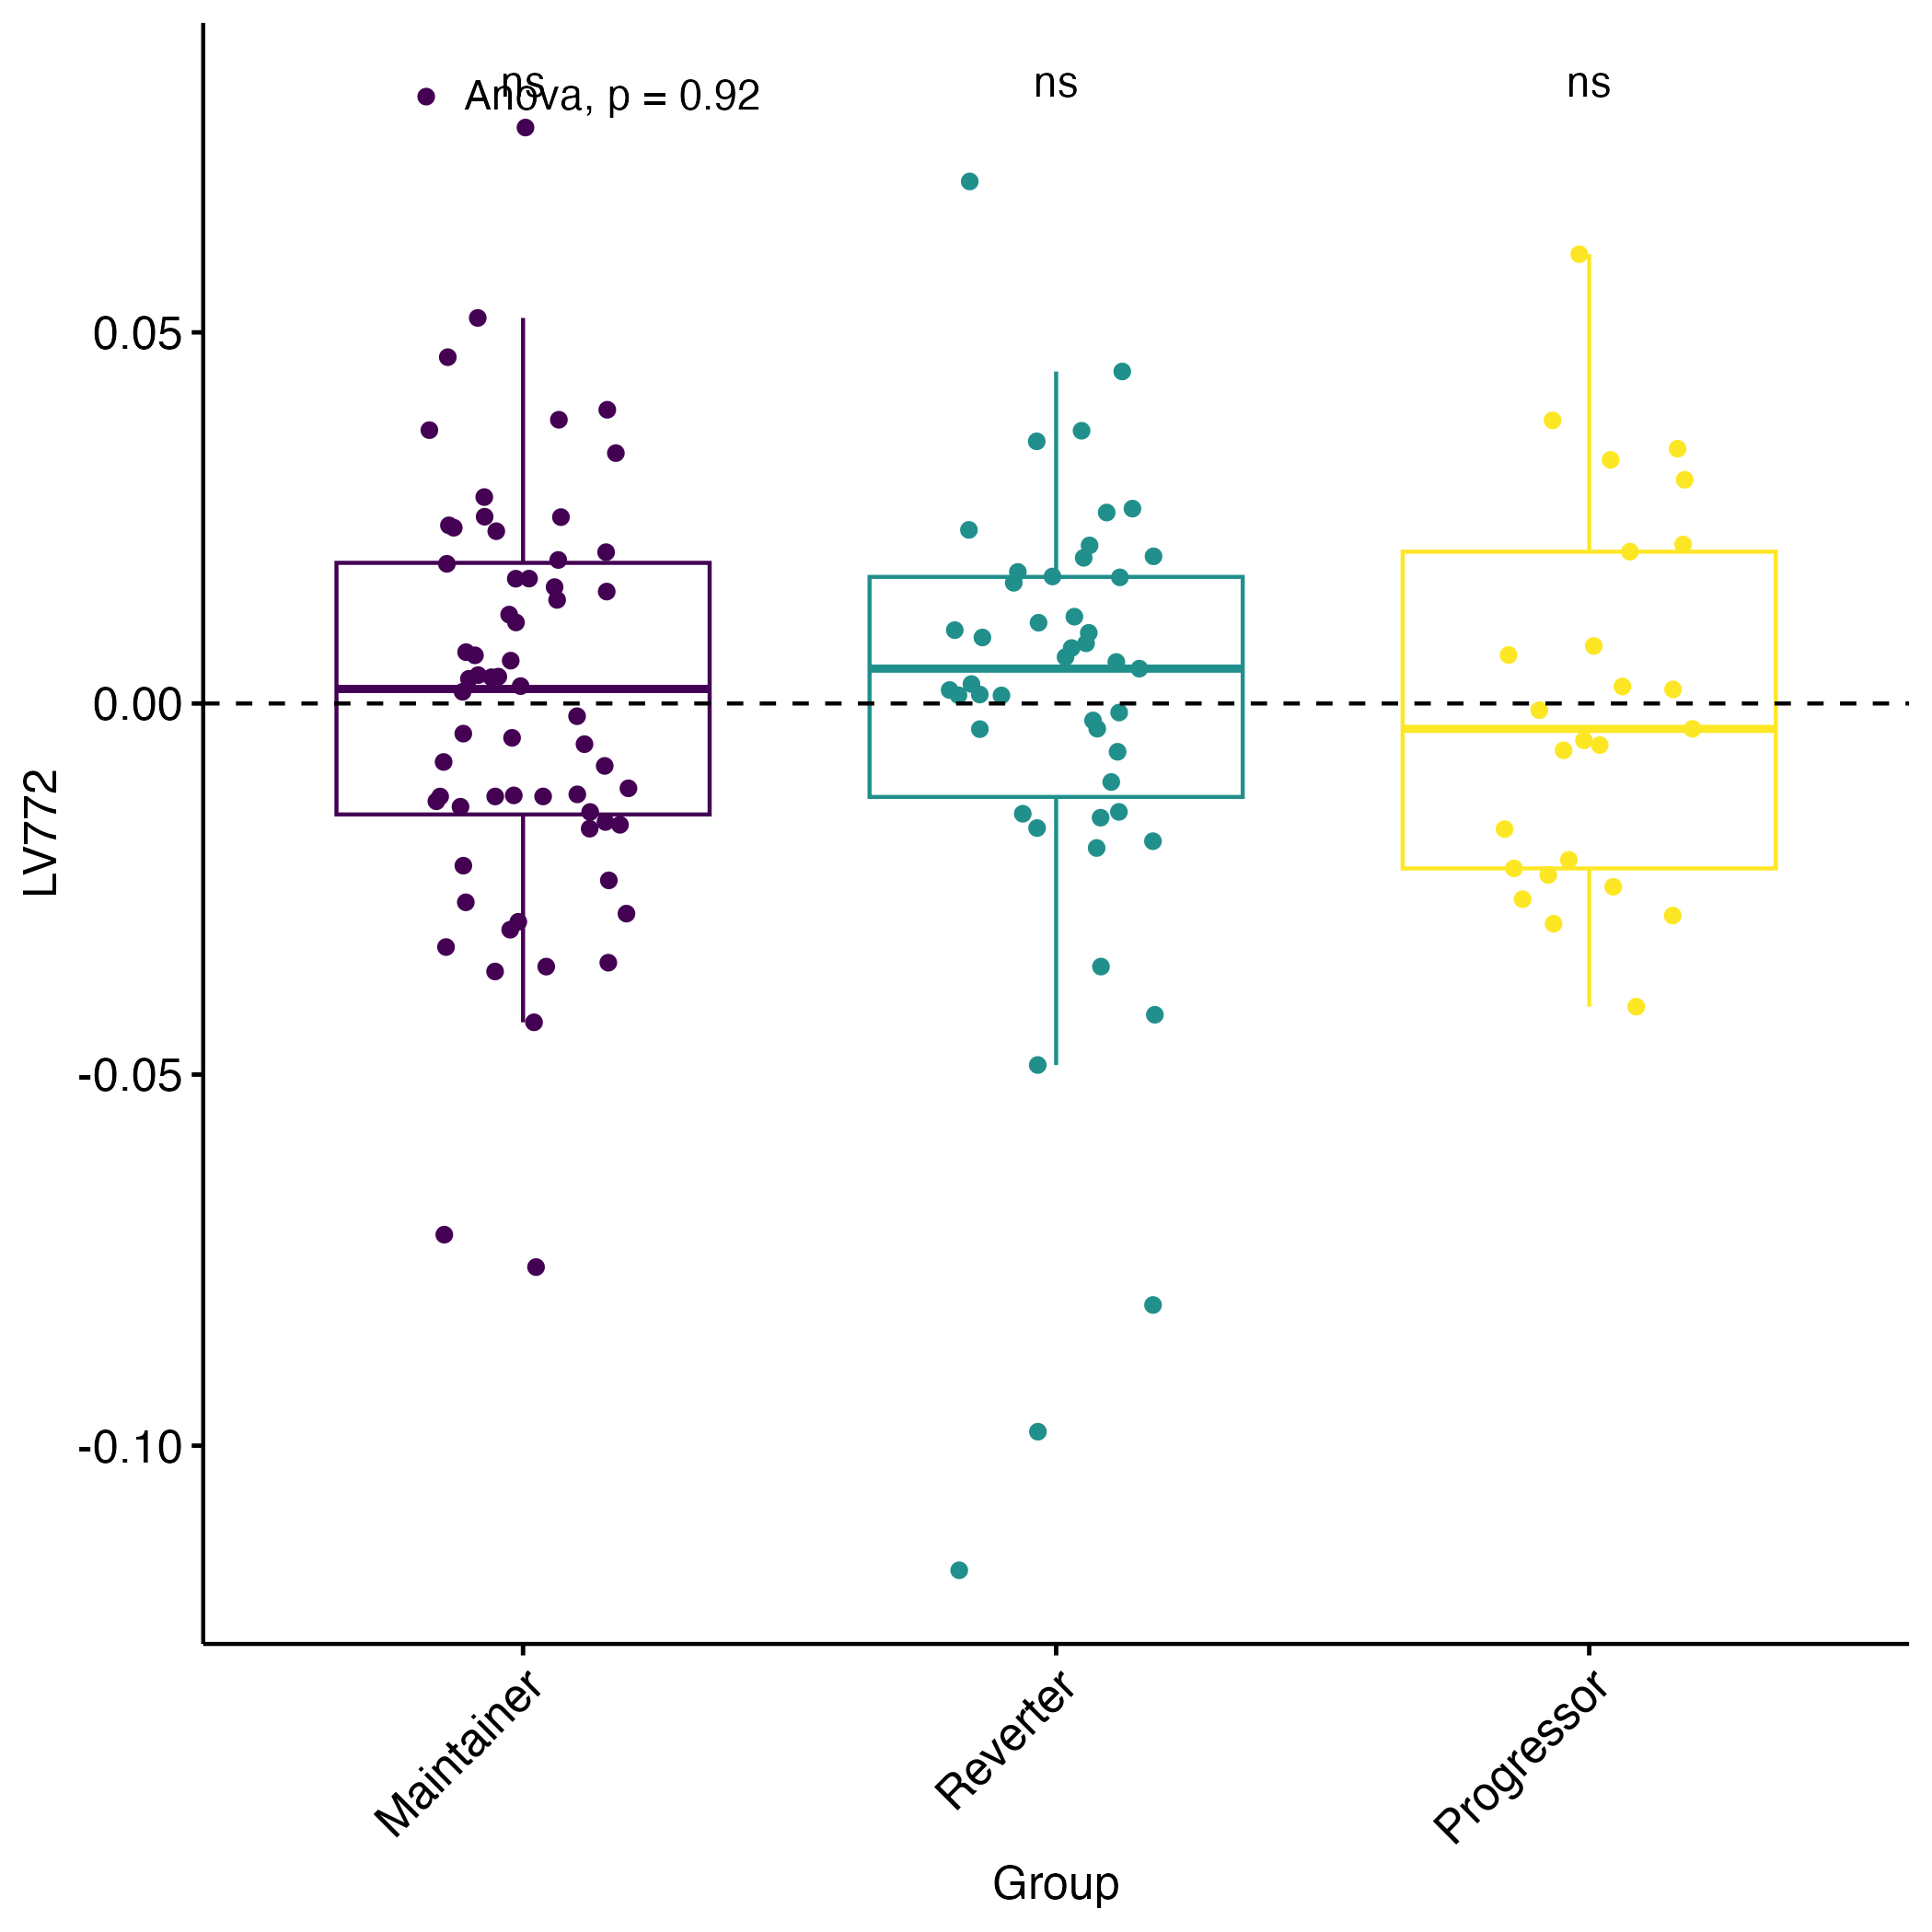 ns
ns
ns
Anova, p = 0.92
0.05
0.00
-0.05
-0.10
LV772
Maintainer
Reverter
Progressor
Group